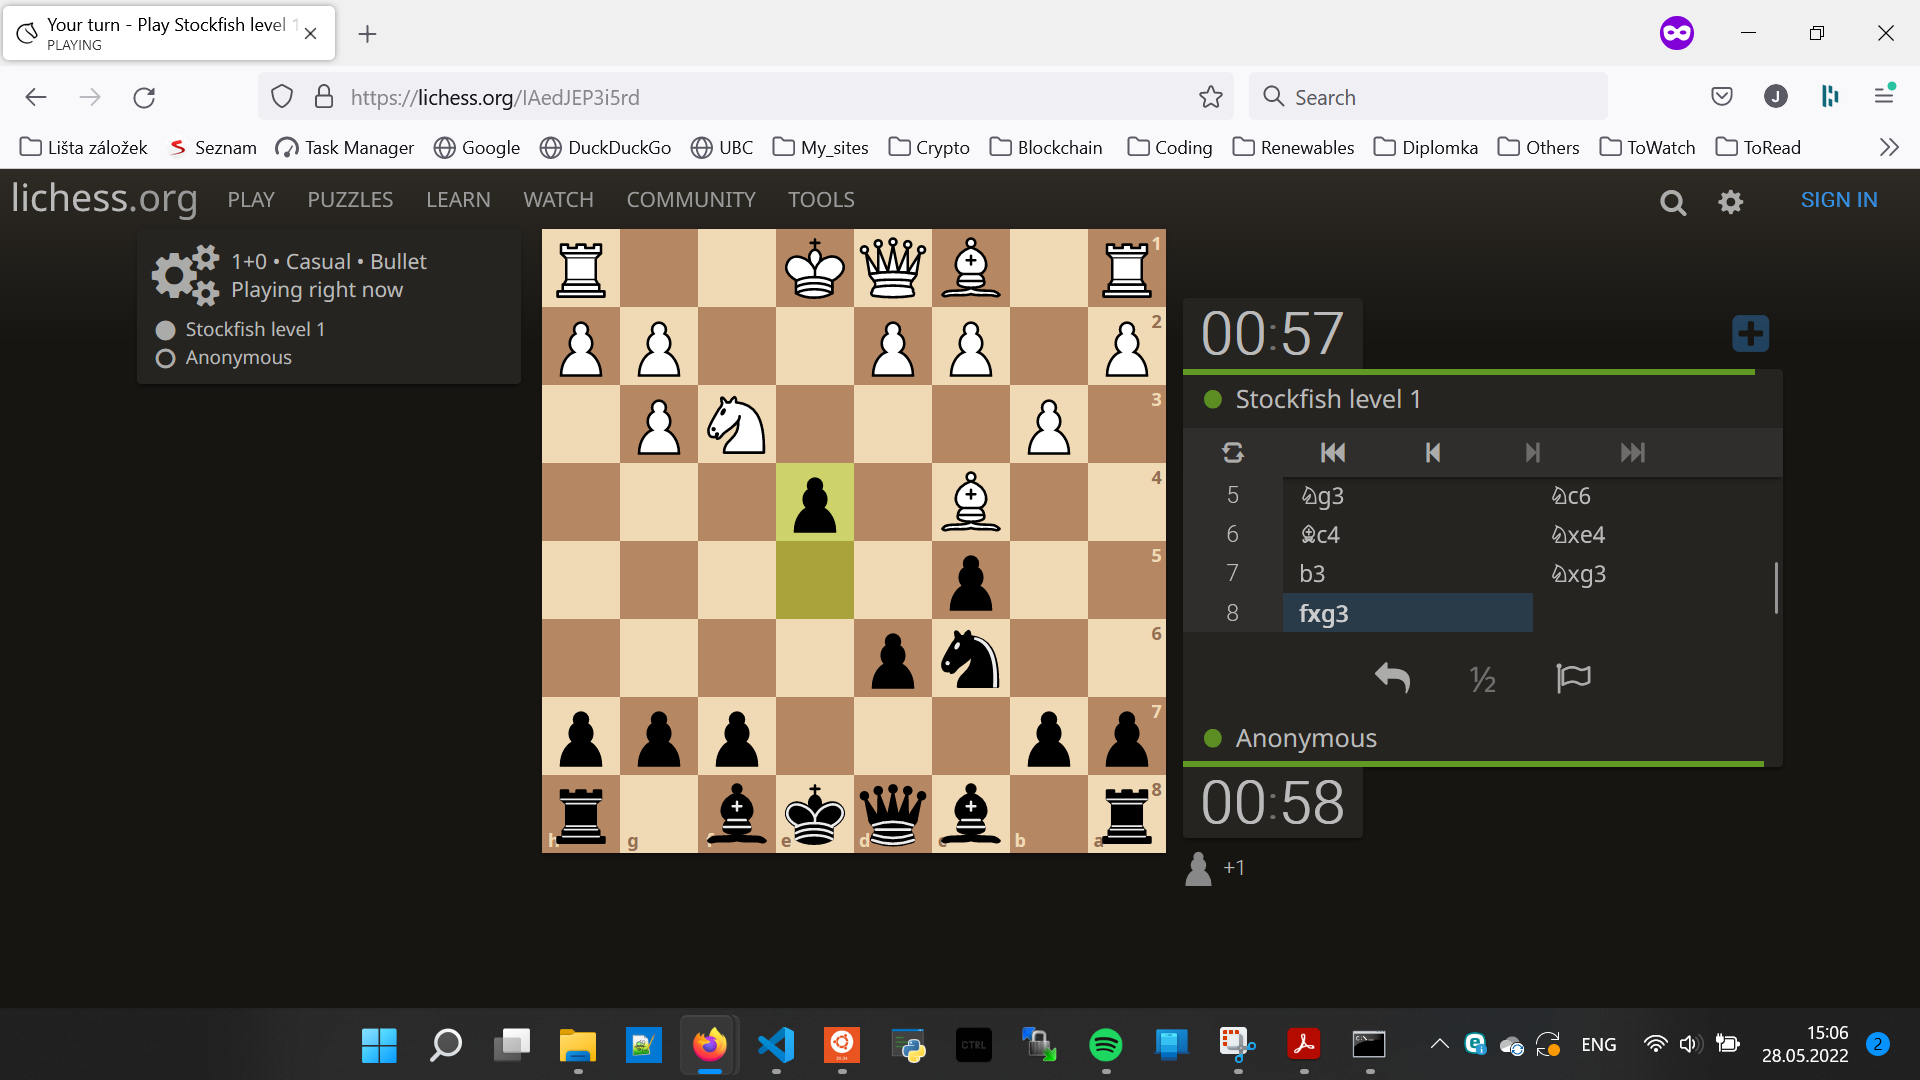 Your turn - Play Stockfish level 1
PLAYING
https://lichess.org/IAedJEP3i5rd
Search
J
Lišta záložek
Seznam
Task Manager
Google
DuckDuckGo
UBC
My_sites
Crypto
Blockchain
Coding
Renewables
Diplomka
Others
ToWatch
ToRead
lichess.org
PLAY
PUZZLES
LEARN
WATCH
COMMUNITY
TOOLS
SIGN IN
1+0 • Casual • Bullet
Playing right now
Stockfish level 1
Anonymous
1
2
3
4
5
6
7
8
h g f e d c b a
00:57
Stockfish level 1
5 ♘g3 ♘c6
6 ♗c4 ♘xe4
7 b3 ♘xg3
8 fxg3
½
Anonymous
00:58
+1
CTRL
ENG
15:06
28.05.2022
2